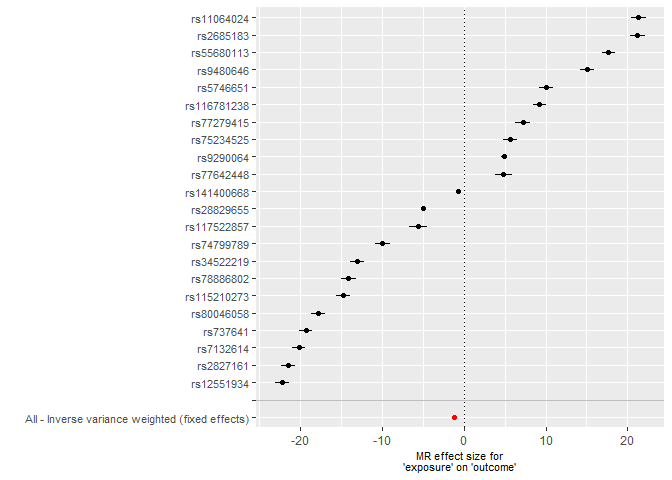 rs11064024
rs2685183
rs55680113
rs9480646
rs5746651
rs116781238
rs77279415
rs75234525
rs9290064
rs77642448
rs141400668
rs28829655
rs117522857
rs74799789
rs34522219
rs78886802
rs115210273
rs80046058
rs737641
rs7132614
rs2827161
rs12551934
All - Inverse variance weighted (fixed effects)
-20 -10 0 10 20
MR effect size for
'exposure' on 'outcome'